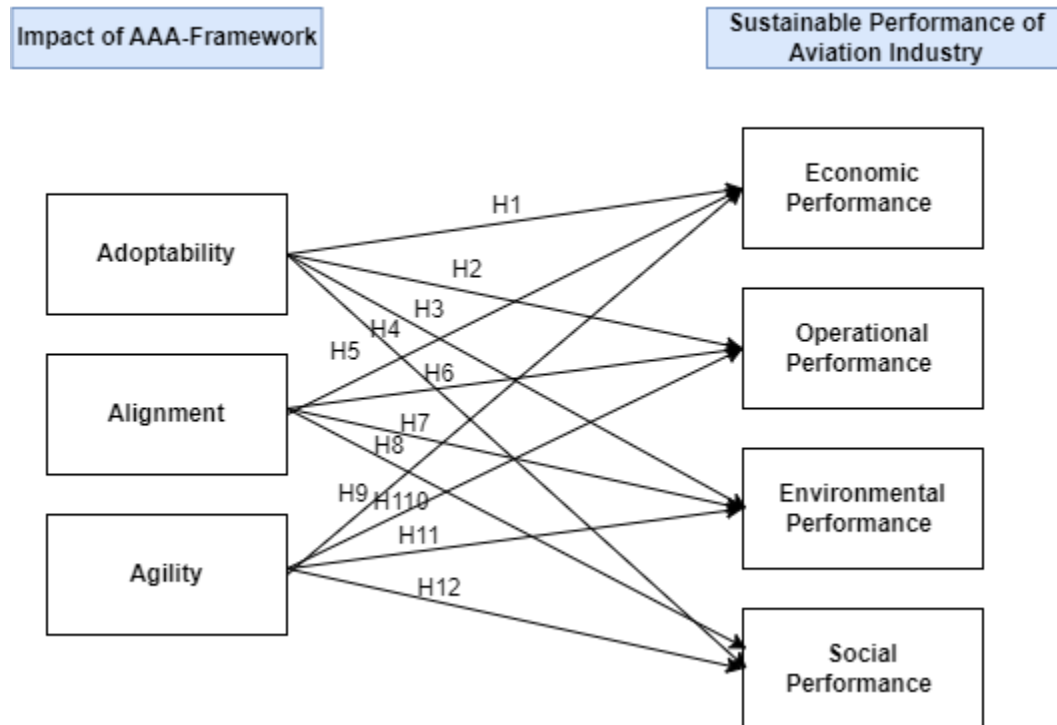 Impact of AAA-Framework
Sustainable Performance of
Aviation Industry
Economic
Performance
H1
Adoptability
H2
Operational
Performance
H3
H4
H5
H6
Alignment
H7
H8
Environmental
Performance
H9
H110
H11
Agility
H12
Social
Performance